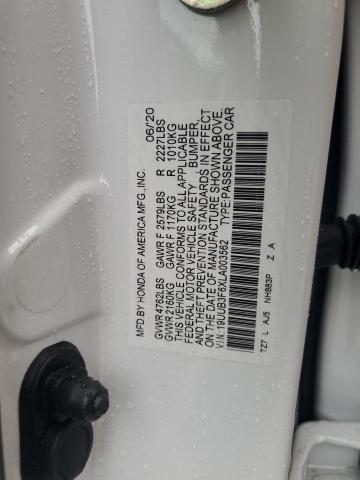 MFD BY HONDA OF AMERICA MFG.,INC. 06/'20
GVWR 4762LBS GAWR F 2579LBS R 2227LBS
GVWR 2160KG GAWR F 1170KG R 1010KG
THIS VEHICLE CONFORMS TO ALL APPLICABLE
FEDERAL MOTOR VEHICLE SAFETY, BUMPER,
AND THEFT PREVENTION STANDARDS IN EFFECT
ON THE DATE OF MANUFACTURE SHOWN ABOVE.
V.I.N.:19UUB3F6XLA003562 TYPE:PASSENGER CAR
TZ7 L AJ5 NH883P Z A